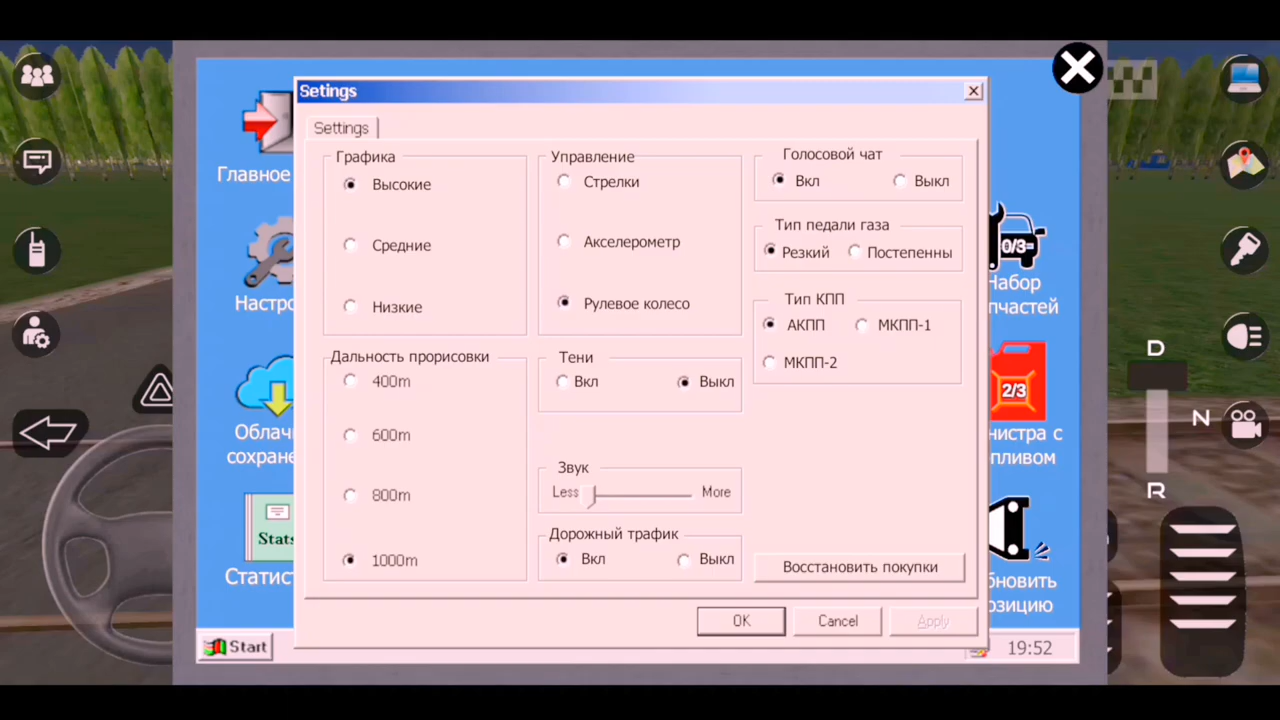 Setings
Settings
Графика
Высокие
Средние
Низкие
Дальность прорисовки
400m
600m
800m
1000m
Управление
Стрелки
Акселерометр
Рулевое колесо
Тени
Вкл
Выкл
Звук
Less
More
Дорожный трафик
Вкл
Выкл
Голосовой чат
Вкл
Выкл
Тип педали газа
Резкий
Постепенны
Тип КПП
АКПП
МКПП-1
МКПП-2
Восстановить покупки
OK
Cancel
Apply
Главное
Настро
Облач
сохране
Stats
Статист
0/3
Набор
пчастей
2/3
нистра с
пливом
бновить
озицию
Start
19:52
D
N
R